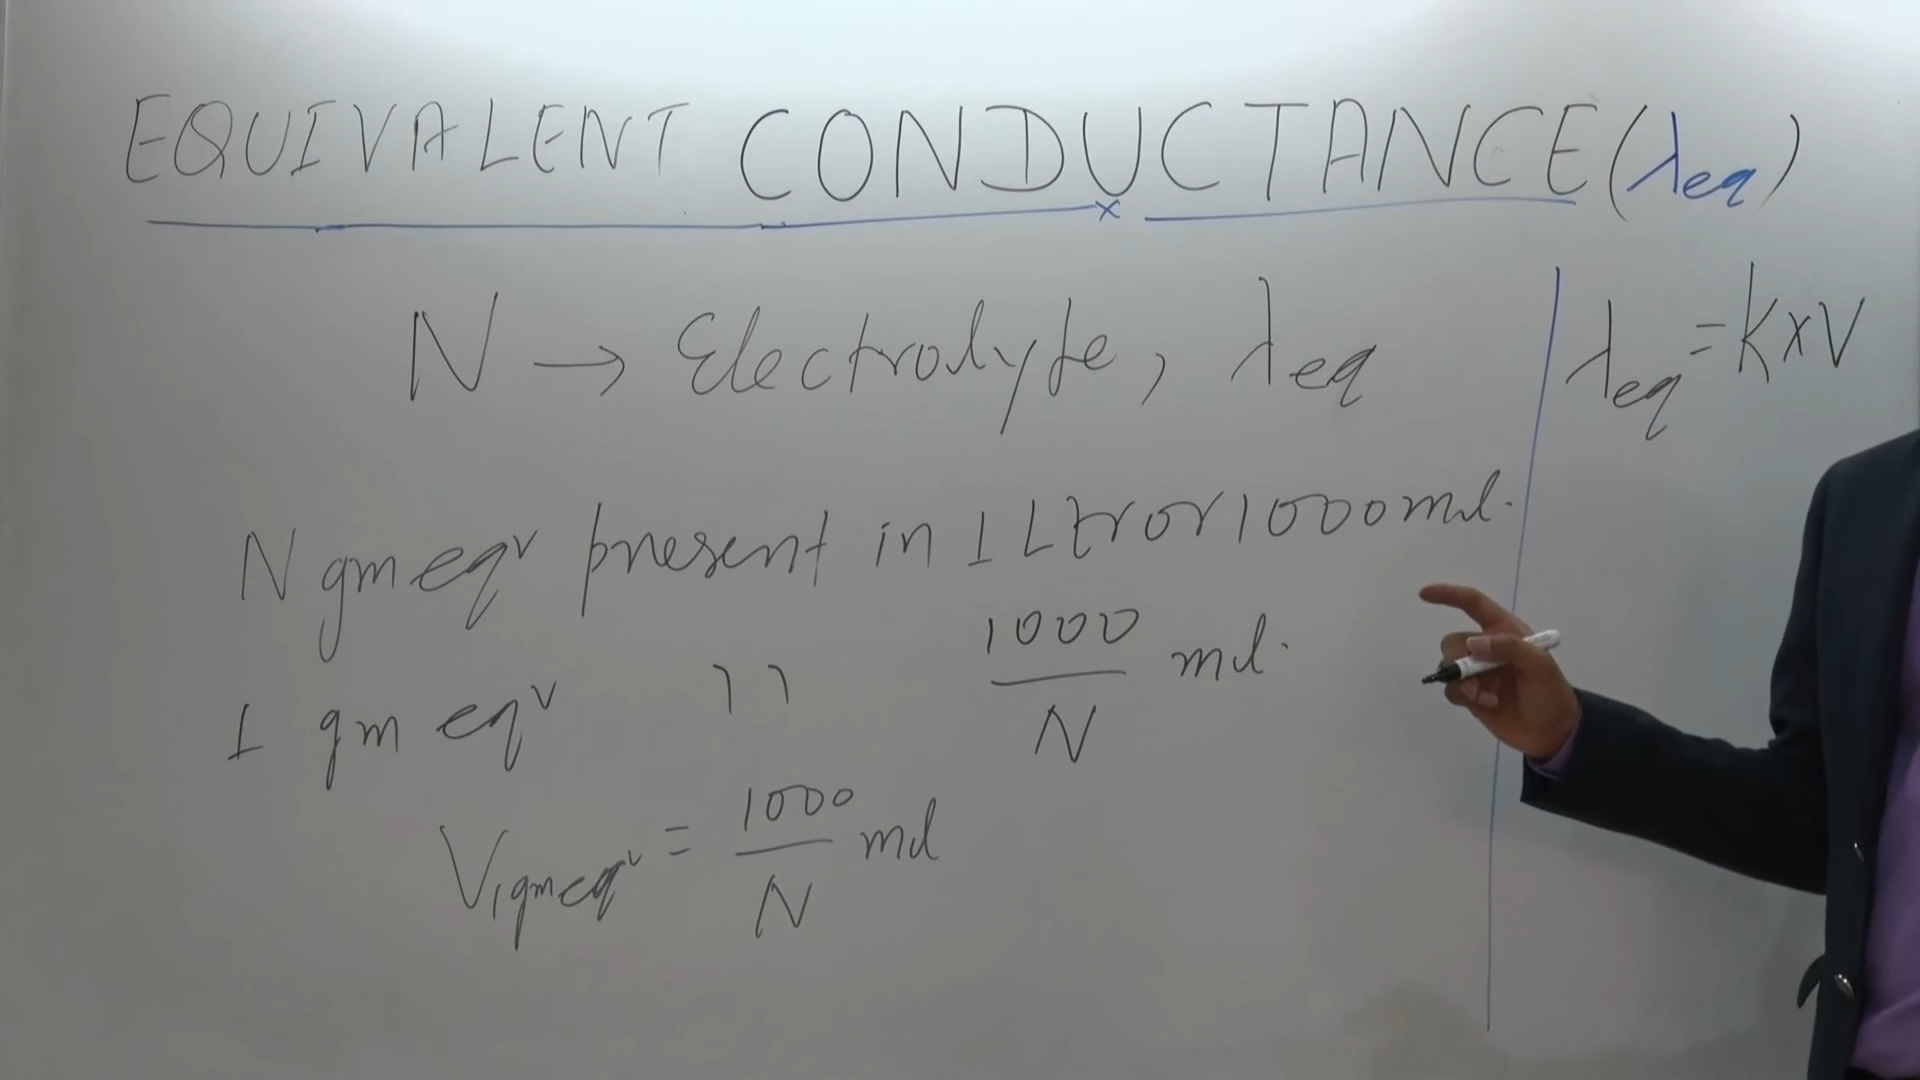 EQUIVALENT CONDUCTANCE (λeq)
N → Electrolyte, λeq
λeq = K x V
N gm eqv present in 1 Ltr or 1000 ml.
1 gm eqv " 1000/N ml.
V1gmeqv = 1000/N ml